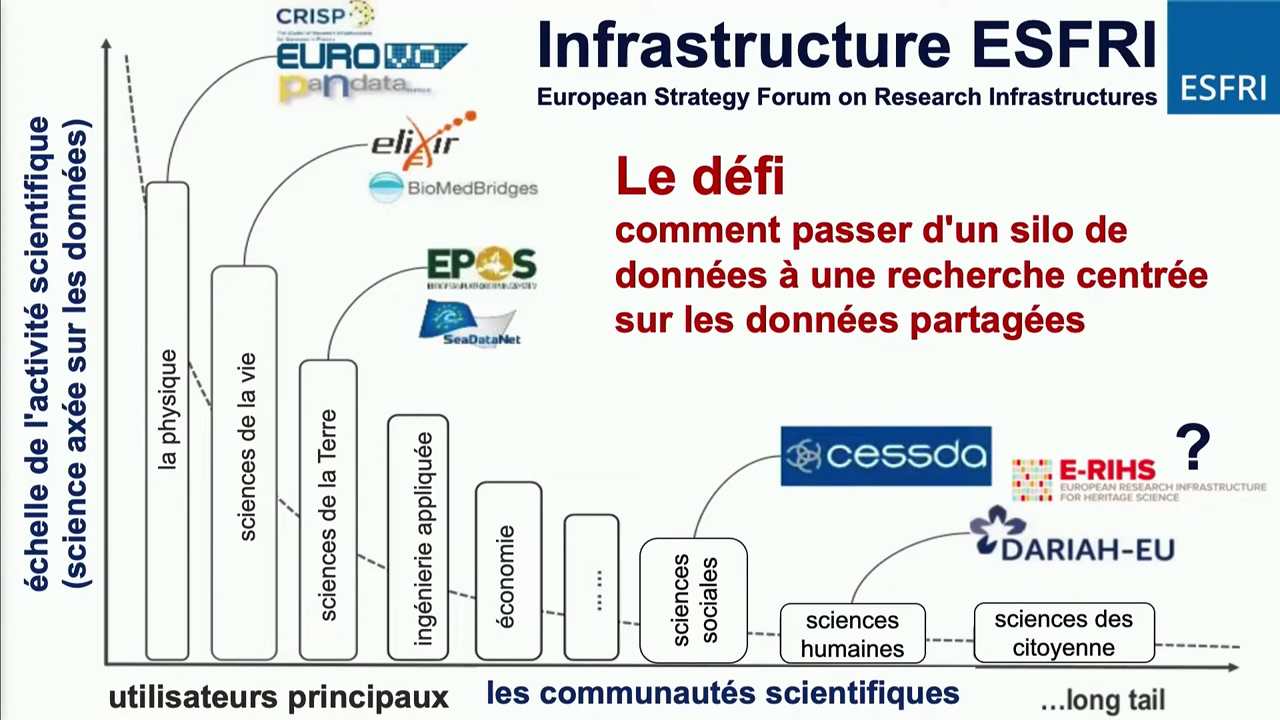 CRISP
EUROVO
pandata
Infrastructure ESFRI
European Strategy Forum on Research Infrastructures
ESFRI
elixir
BioMedBridges
EPOS
SeaDataNet
Le défi
comment passer d'un silo de
données à une recherche centrée
sur les données partagées
échelle de l'activité scientifique
(science axée sur les données)
la physique
sciences de la vie
sciences de la Terre
ingénierie appliquée
économie
... ...
sciences
sociales
cessda
?
E-RIHS
EUROPEAN RESEARCH INFRASTRUCTURE
FOR HERITAGE SCIENCE
DARIAH-EU
sciences
humaines
sciences des
citoyenne
utilisateurs principaux
les communautés scientifiques
...long tail